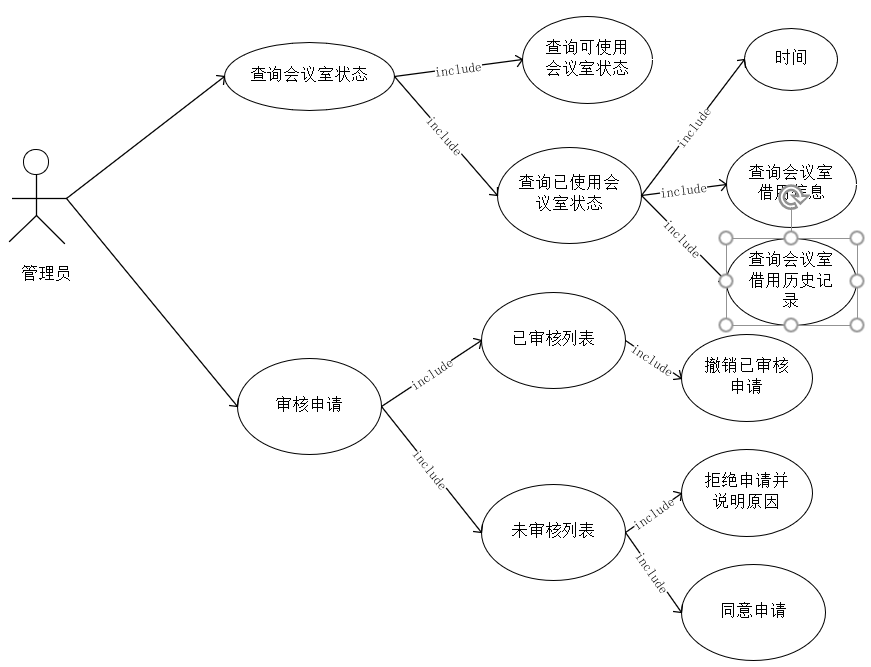 查询可使用
会议室状态
时间
查询会议室状态
include
include
include
查询会议室
借用信息
查询已使用会
议室状态
include
include
管理员
查询会议室
借用历史记
录
已审核列表
include
撤销已审核
申请
include
审核申请
include
拒绝申请并
说明原因
未审核列表
include
include
同意申请